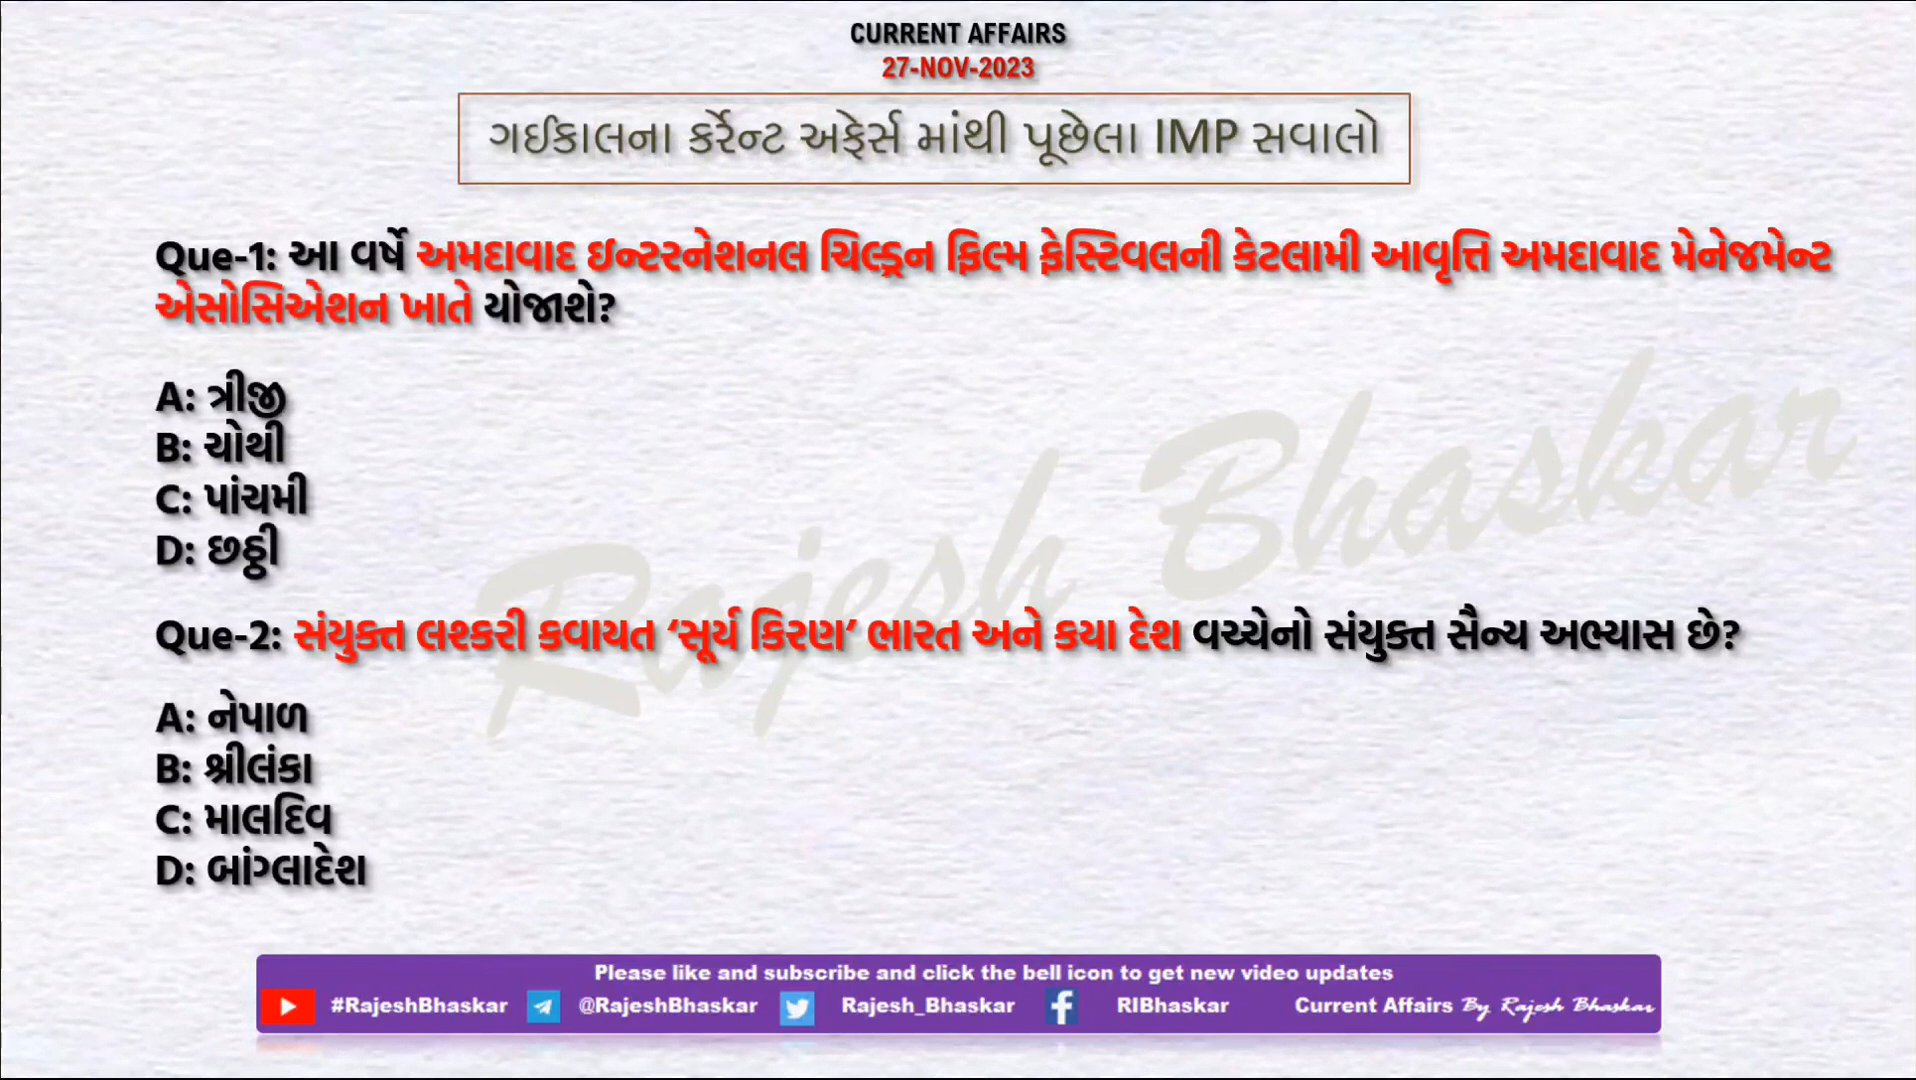 CURRENT AFFAIRS
27-NOV-2023
ગઈકાલના કર્રેન્ટ અફેર્સ માંથી પૂછેલા IMP સવાલો
Que-1: આ વર્ષે અમદાવાદ ઇન્ટરનેશનલ ચિલ્ડ્રન ફિલ્મ ફેસ્ટિવલની કેટલામી આવૃત્તિ અમદાવાદ મેનેજમેન્ટ
એસોસિએશન ખાતે યોજાશે?
A: ત્રીજી
B: ચોથી
C: પાંચમી
D: છઠ્ઠી
Que-2: સંયુક્ત લશ્કરી કવાયત ‘સૂર્ય કિરણ’ ભારત અને કયા દેશ વચ્ચેનો સંયુક્ત સૈન્ય અભ્યાસ છે?
A: નેપાળ
B: શ્રીલંકા
C: માલદિવ
D: બાંગ્લાદેશ
Rajesh Bhaskar
Please like and subscribe and click the bell icon to get new video updates
#RajeshBhaskar @RajeshBhaskar Rajesh_Bhaskar RIBhaskar Current Affairs By Rajesh Bhaskar